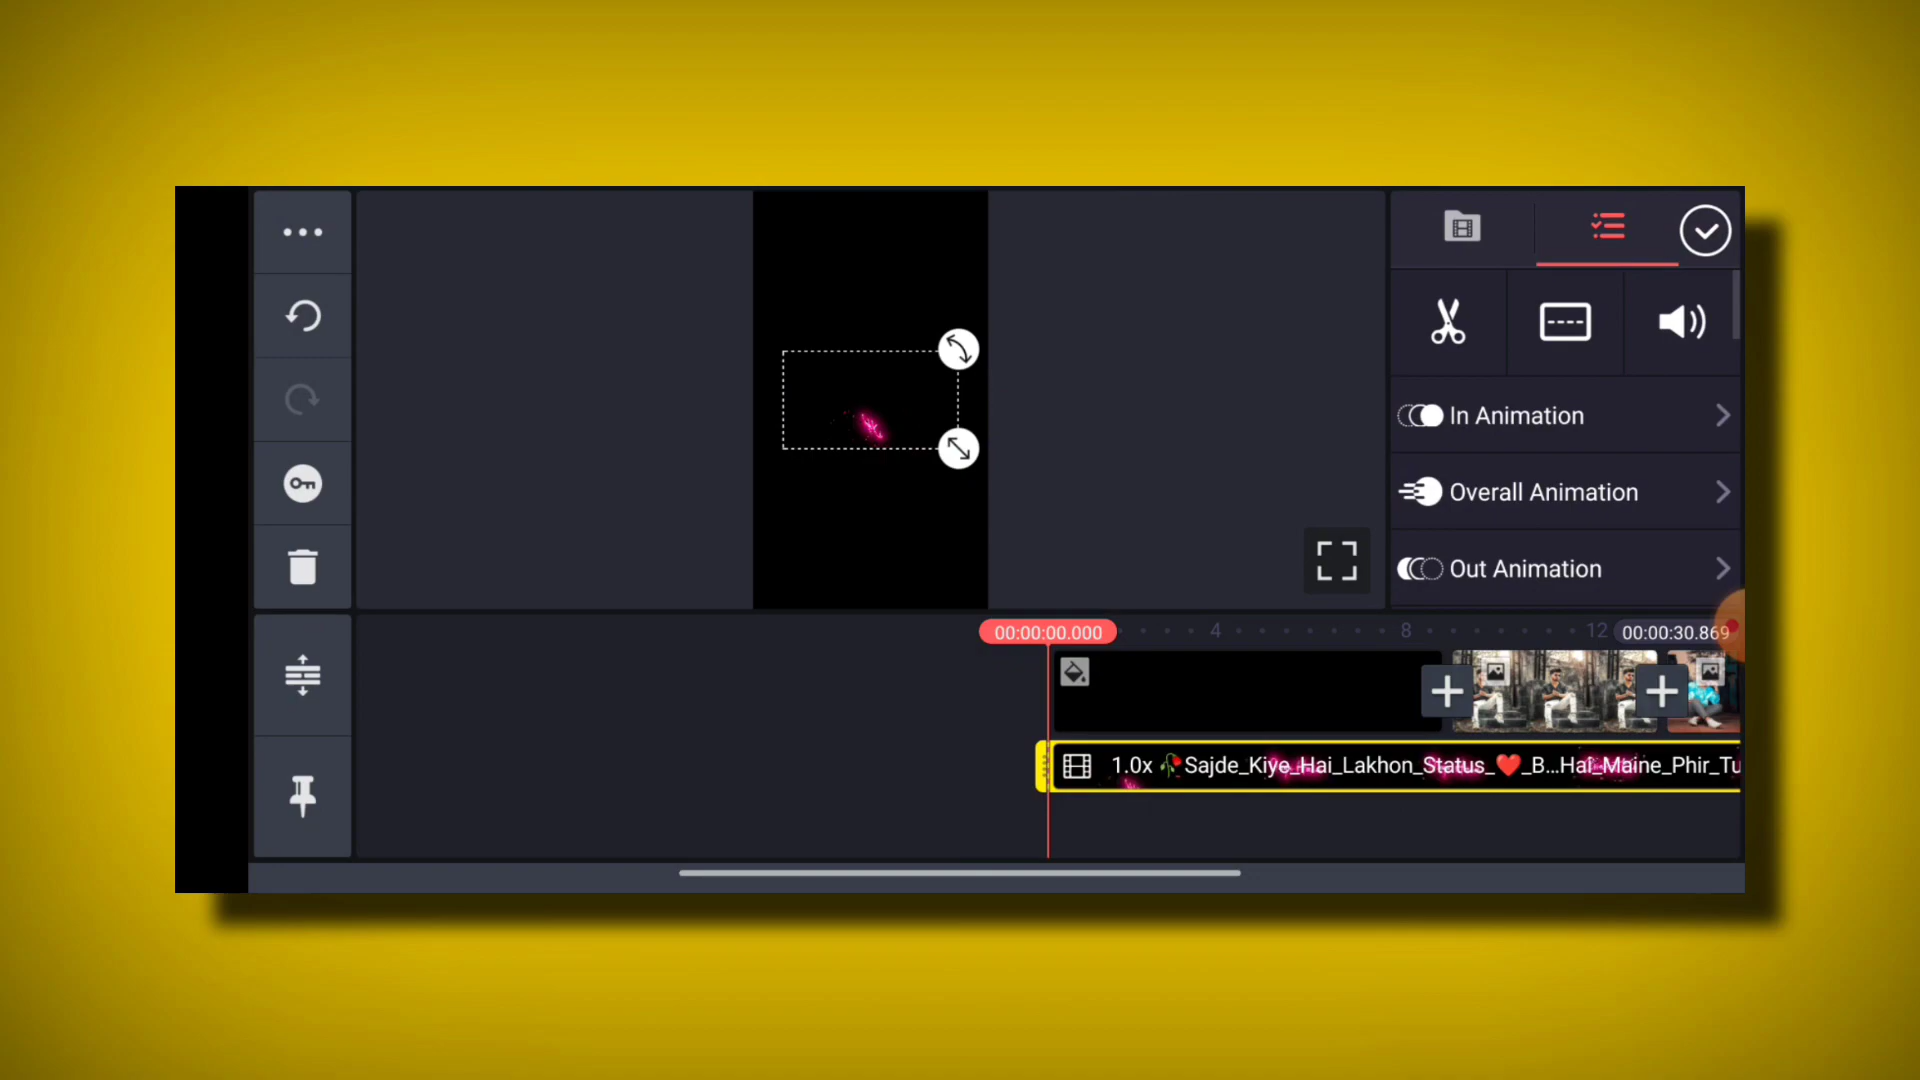 In Animation
Overall Animation
Out Animation
00:00:00.000 4 8 12 00:00:30.869
1.0x 🥀Sajde_Kiye_Hai_Lakhon_Status_❤️_B...Hai_Maine_Phir_Tu